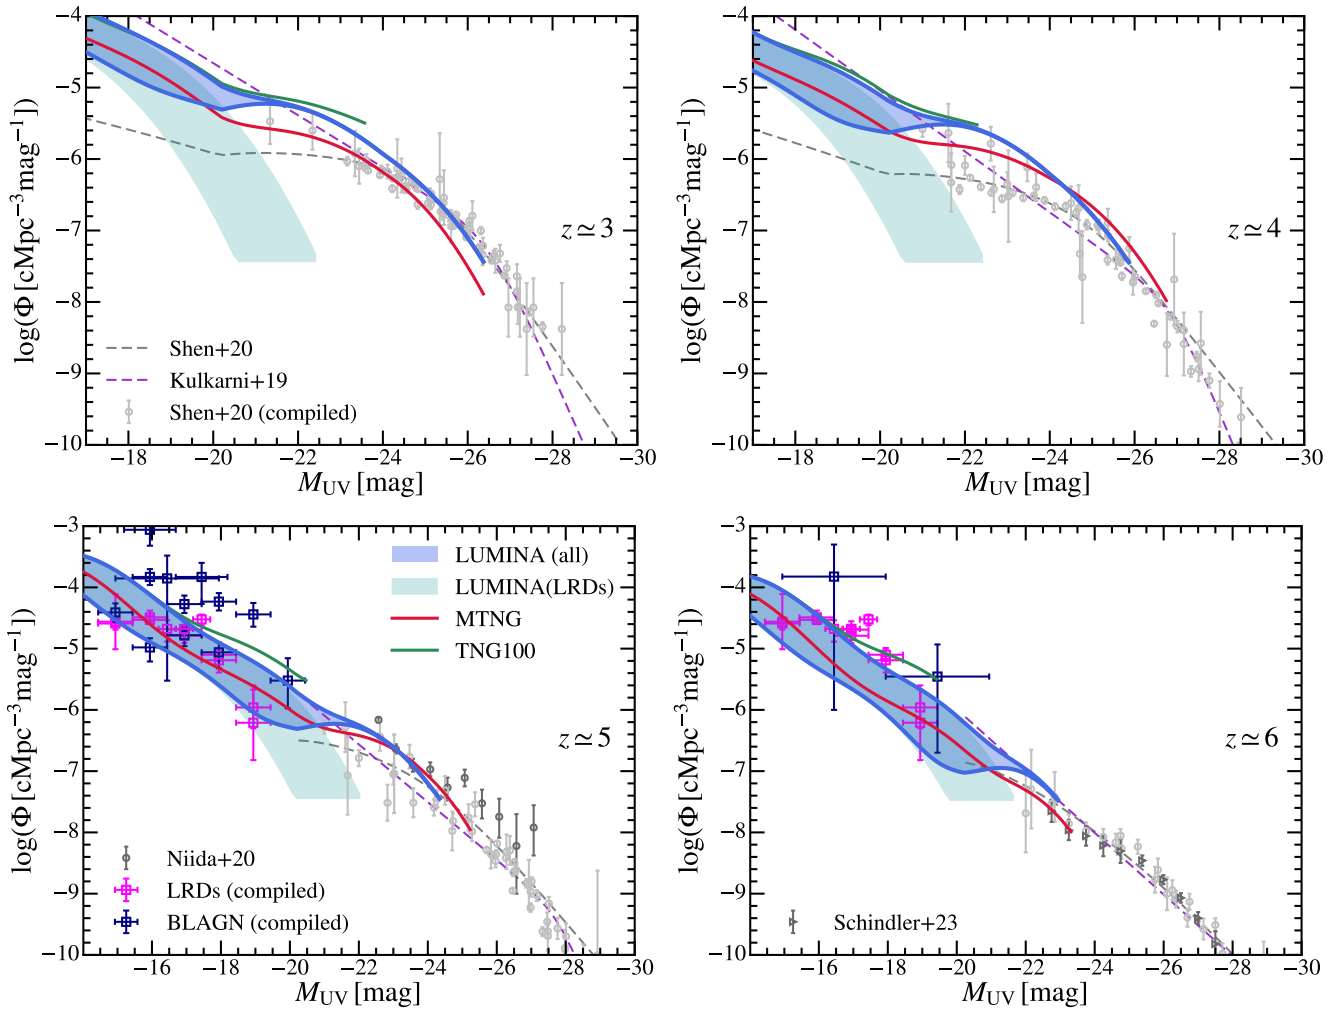 −4
−5
−6
−7
−8
−9
−10
log(Φ [cMpc⁻³mag⁻¹])
z ≃ 3
Shen+20
Kulkarni+19
Shen+20 (compiled)
−18 −20 −22 −24 −26 −28 −30
M_UV [mag]
−4
−5
−6
−7
−8
−9
−10
log(Φ [cMpc⁻³mag⁻¹])
z ≃ 4
−18 −20 −22 −24 −26 −28 −30
M_UV [mag]
−3
−4
−5
−6
−7
−8
−9
−10
log(Φ [cMpc⁻³mag⁻¹])
LUMINA (all)
LUMINA(LRDs)
MTNG
TNG100
z ≃ 5
Niida+20
LRDs (compiled)
BLAGN (compiled)
−16 −18 −20 −22 −24 −26 −28 −30
M_UV [mag]
−3
−4
−5
−6
−7
−8
−9
−10
log(Φ [cMpc⁻³mag⁻¹])
z ≃ 6
Schindler+23
−16 −18 −20 −22 −24 −26 −28 −30
M_UV [mag]